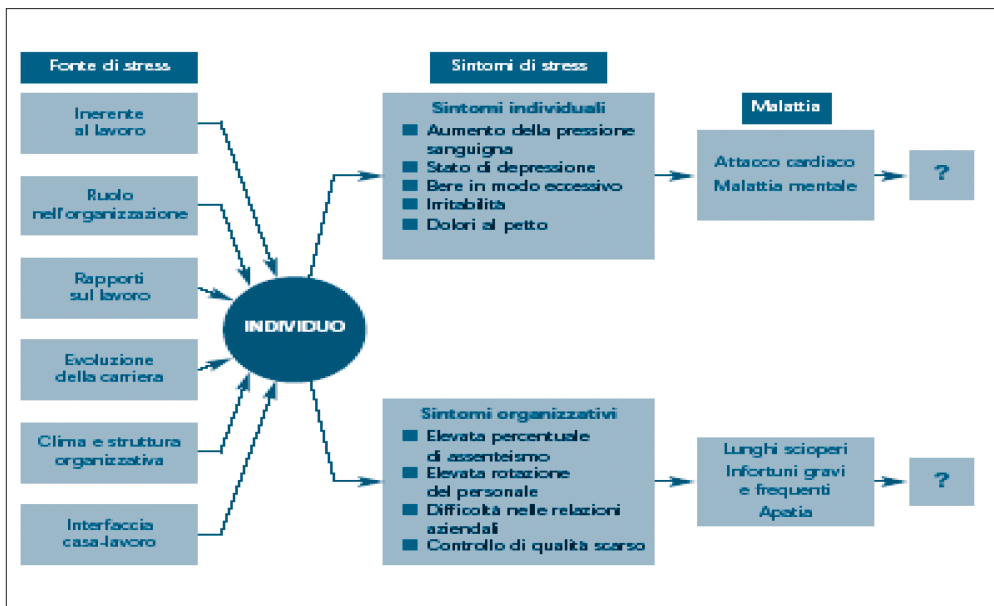 Fonte di stress
Inerente
al lavoro
Ruolo
nell'organizzazione
Rapporti
sul lavoro
Evoluzione
della carriera
Clima e struttura
organizzativa
Interfaccia
casa-lavoro
INDIVIDUO
Sintomi di stress
Sintomi individuali
Aumento della pressione
sanguigna
Stato di depressione
Bere in modo eccessivo
Irritabilità
Dolori al petto
Malattia
Attacco cardiaco
Malattia mentale
?
Sintomi organizzativi
Elevata percentuale
di assenteismo
Elevata rotazione
del personale
Difficoltà nelle relazioni
aziendali
Controllo di qualità scarso
Lunghi scioperi
Infortuni gravi
e frequenti
Apatia
?